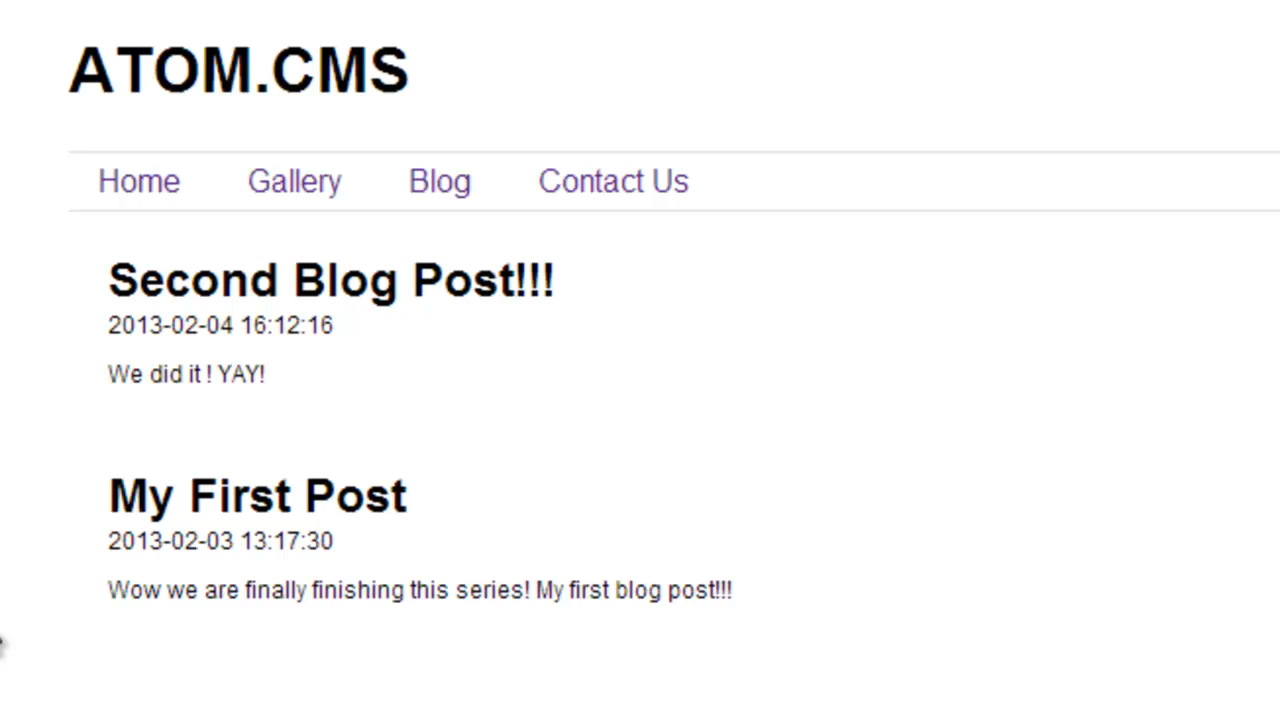 ATOM.CMS
Home Gallery Blog Contact Us
Second Blog Post!!!
2013-02-04 16:12:16
We did it ! YAY!
My First Post
2013-02-03 13:17:30
Wow we are finally finishing this series! My first blog post!!!